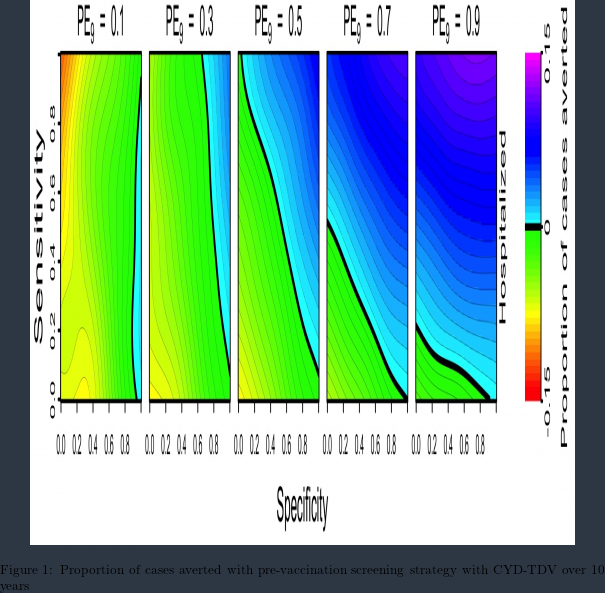 PE9 = 0.1 PE9 = 0.3 PE9 = 0.5 PE9 = 0.7 PE9 = 0.9
Sensitivity
0.0 0.2 0.4 0.6 0.8
0.0 0.2 0.4 0.6 0.8 0.0 0.2 0.4 0.6 0.8 0.0 0.2 0.4 0.6 0.8 0.0 0.2 0.4 0.6 0.8 0.0 0.2 0.4 0.6 0.8
Specificity
Hospitalized
-0.15 0 0.15
Proportion of cases averted
Figure 1: Proportion of cases averted with pre-vaccination screening strategy with CYD-TDV over 10
years